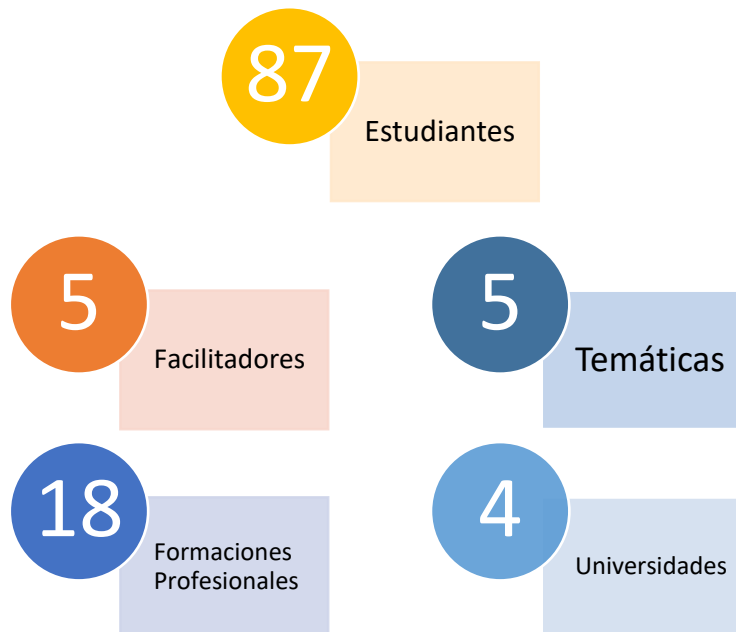 87
Estudiantes
5
Facilitadores
5
Temáticas
18
Formaciones
Profesionales
4
Universidades